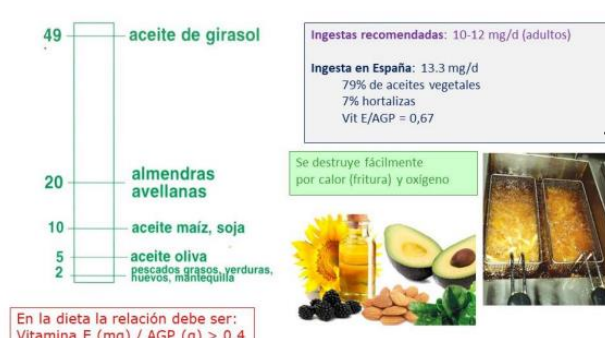 49 aceite de girasol
20 almendras
avellanas
10 aceite maíz, soja
5 aceite oliva
2 pescados grasos, verduras,
huevos, mantequilla
En la dieta la relación debe ser:
Vitamina E (mg) / AGP (g) > 0,4
Ingestas recomendadas: 10-12 mg/d (adultos)
Ingesta en España: 13.3 mg/d
79% de aceites vegetales
7% hortalizas
Vit E/AGP = 0,67
Se destruye fácilmente
por calor (fritura) y oxígeno